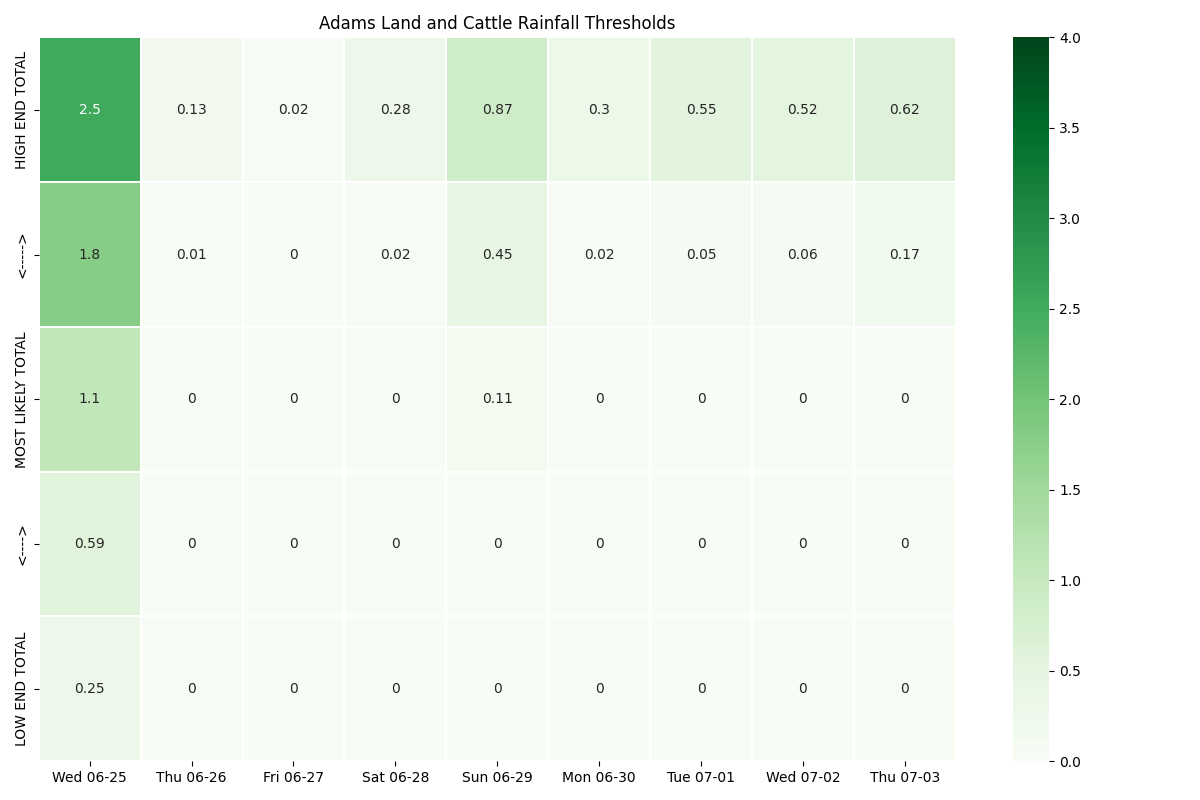 Adams Land and Cattle Rainfall Thresholds
HIGH END TOTAL
2.5 0.13 0.02 0.28 0.87 0.3 0.55 0.52 0.62
<----->
1.8 0.01 0 0.02 0.45 0.02 0.05 0.06 0.17
MOST LIKELY TOTAL
1.1 0 0 0 0.11 0 0 0 0
<---->
0.59 0 0 0 0 0 0 0 0
LOW END TOTAL
0.25 0 0 0 0 0 0 0 0
Wed 06-25 Thu 06-26 Fri 06-27 Sat 06-28 Sun 06-29 Mon 06-30 Tue 07-01 Wed 07-02 Thu 07-03
4.0
3.5
3.0
2.5
2.0
1.5
1.0
0.5
0.0